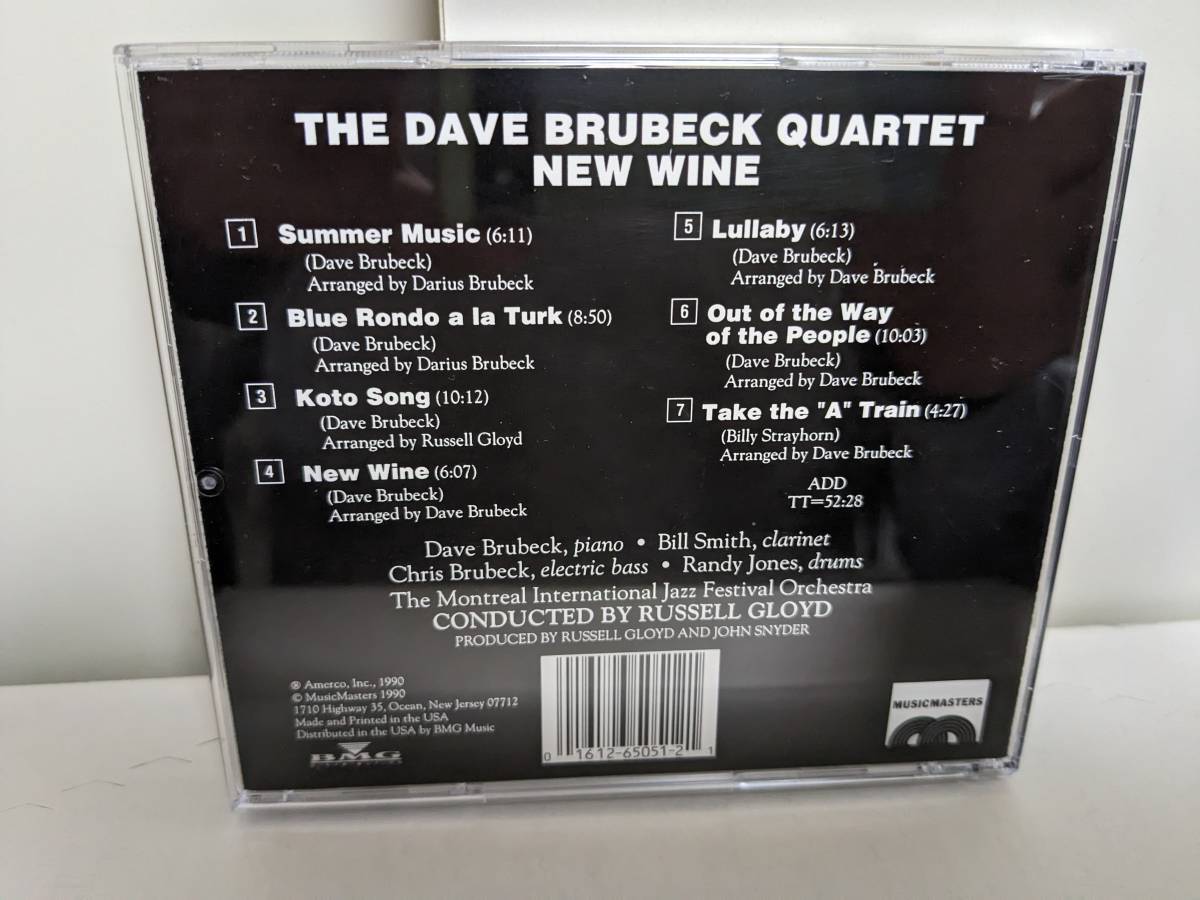 THE DAVE BRUBECK QUARTET
NEW WINE
1 Summer Music (6:11)
(Dave Brubeck)
Arranged by Darius Brubeck
2 Blue Rondo a la Turk (8:50)
(Dave Brubeck)
Arranged by Darius Brubeck
3 Koto Song (10:12)
(Dave Brubeck)
Arranged by Russell Gloyd
4 New Wine (6:07)
(Dave Brubeck)
Arranged by Dave Brubeck
5 Lullaby (6:13)
(Dave Brubeck)
Arranged by Dave Brubeck
6 Out of the Way
of the People (10:03)
(Dave Brubeck)
Arranged by Dave Brubeck
7 Take the "A" Train (4:27)
(Billy Strayhorn)
Arranged by Dave Brubeck
ADD
TT=52:28
Dave Brubeck, piano • Bill Smith, clarinet
Chris Brubeck, electric bass • Randy Jones, drums
The Montreal International Jazz Festival Orchestra
CONDUCTED BY RUSSELL GLOYD
PRODUCED BY RUSSELL GLOYD AND JOHN SNYDER
℗ Amerco, Inc., 1990
© MusicMasters 1990
1710 Highway 35, Ocean, New Jersey 07712
Made and Printed in the USA
Distributed in the USA by BMG Music
BMG
0 1612-65051-2 1
MUSICMASTERS